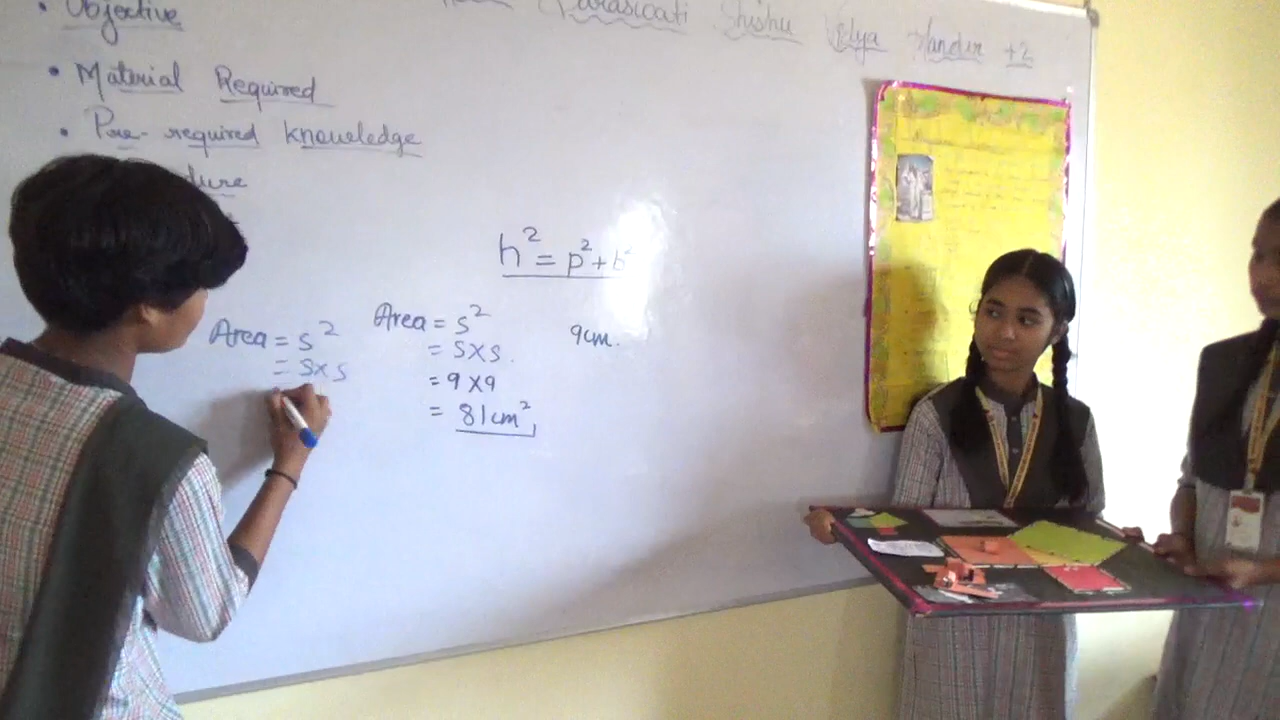 Saraswati Shishu Vidya Mandir +2
• Objective
• Material Required
• Pre-required knowledge
h² = p² + b²
Area = s²
= s×s
Area = s²
= s×s.
= 9×9
= 81cm²
9cm.